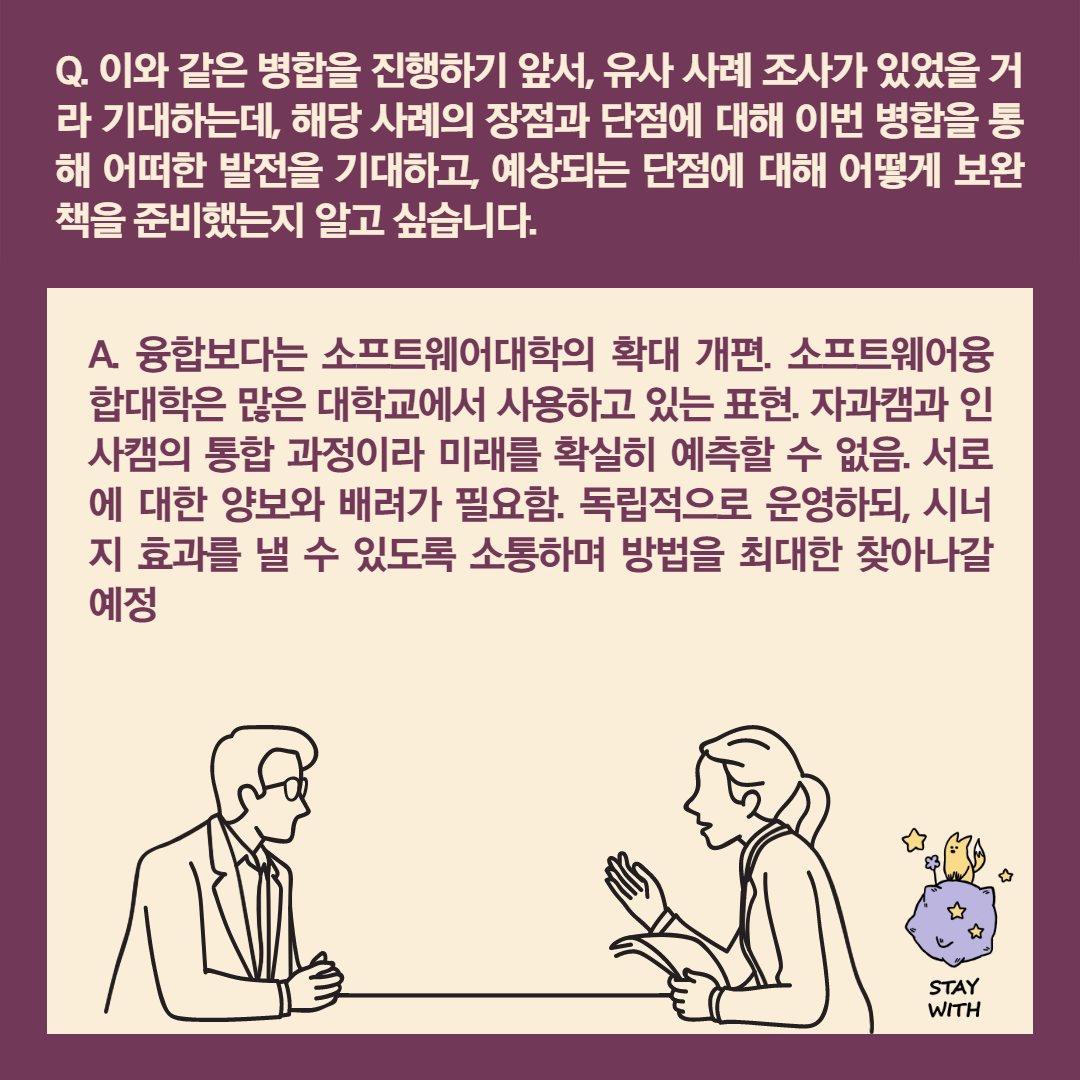 Q. 이와 같은 병합을 진행하기 앞서, 유사 사례 조사가 있었을 거
라 기대하는데, 해당 사례의 장점과 단점에 대해 이번 병합을 통
해 어떠한 발전을 기대하고, 예상되는 단점에 대해 어떻게 보완
책을 준비했는지 알고 싶습니다.
A. 융합보다는 소프트웨어대학의 확대 개편. 소프트웨어융
합대학은 많은 대학교에서 사용하고 있는 표현. 자과캠과 인
사캠의 통합 과정이라 미래를 확실히 예측할 수 없음. 서로
에 대한 양보와 배려가 필요함. 독립적으로 운영하되, 시너
지 효과를 낼 수 있도록 소통하며 방법을 최대한 찾아나갈
예정
STAY
WITH